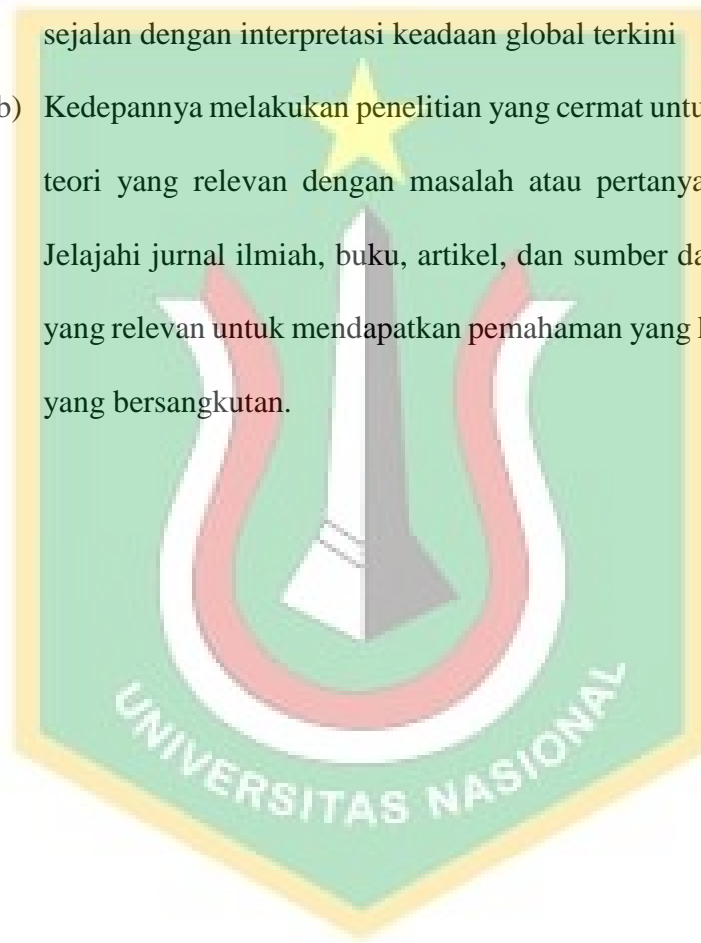 sejalan dengan interpretasi keadaan global terkini
b) Kedepannya melakukan penelitian yang cermat untu
teori yang relevan dengan masalah atau pertanya
Jelajahi jurnal ilmiah, buku, artikel, dan sumber da
yang relevan untuk mendapatkan pemahaman yang
yang bersangkutan.
UNIVERSITAS NASIONAL